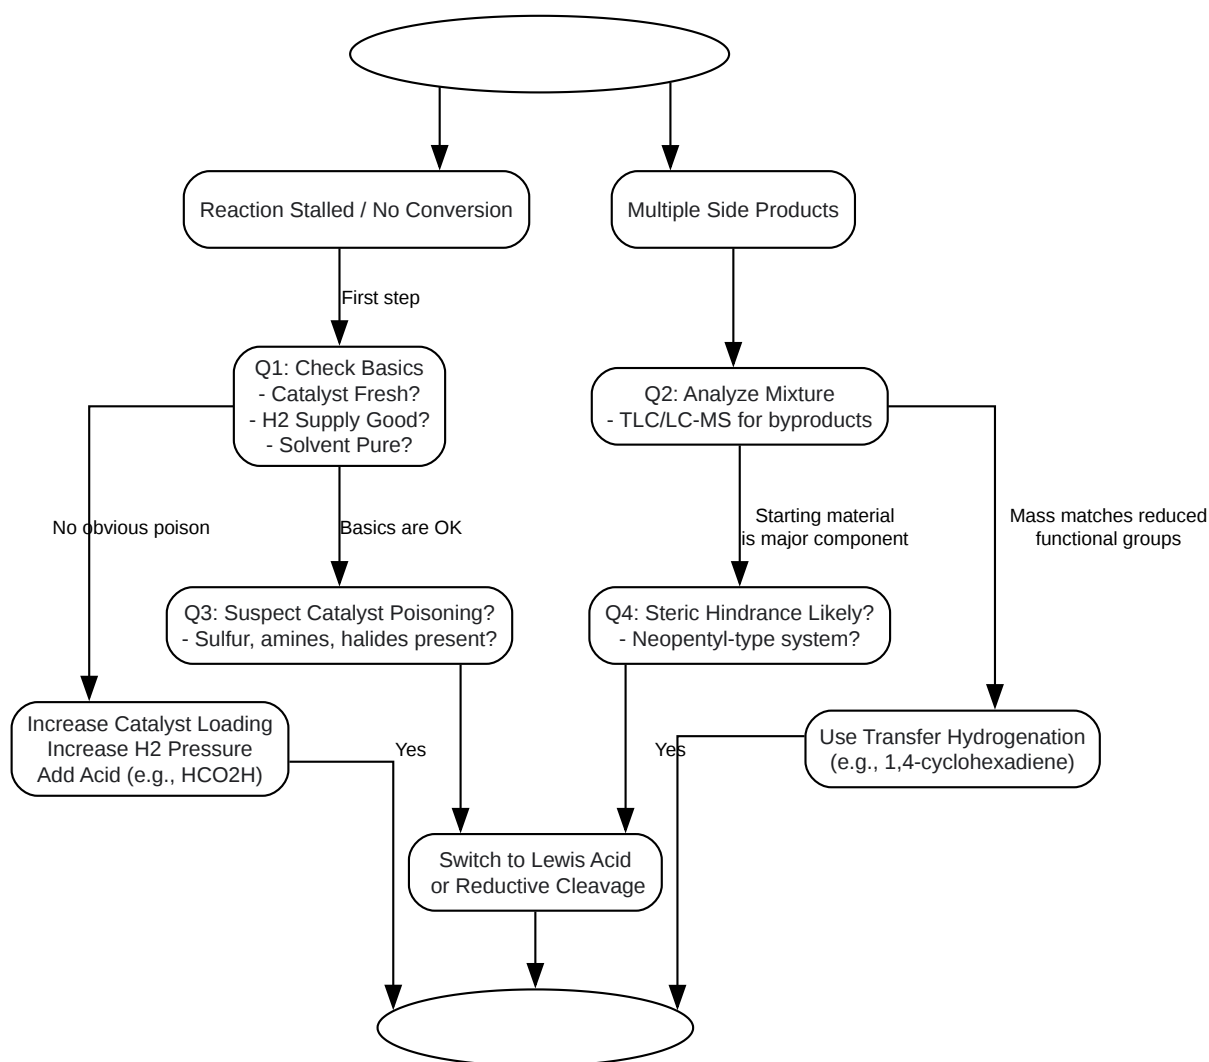 Reaction Stalled / No Conversion
Multiple Side Products
First step
Q1: Check Basics
- Catalyst Fresh?
- H2 Supply Good?
- Solvent Pure?
Q2: Analyze Mixture
- TLC/LC-MS for byproducts
No obvious poison
Basics are OK
Starting material
is major component
Mass matches reduced
functional groups
Q3: Suspect Catalyst Poisoning?
- Sulfur, amines, halides present?
Q4: Steric Hindrance Likely?
- Neopentyl-type system?
Increase Catalyst Loading
Increase H2 Pressure
Add Acid (e.g., HCO2H)
Yes
Yes
Use Transfer Hydrogenation
(e.g., 1,4-cyclohexadiene)
Switch to Lewis Acid
or Reductive Cleavage